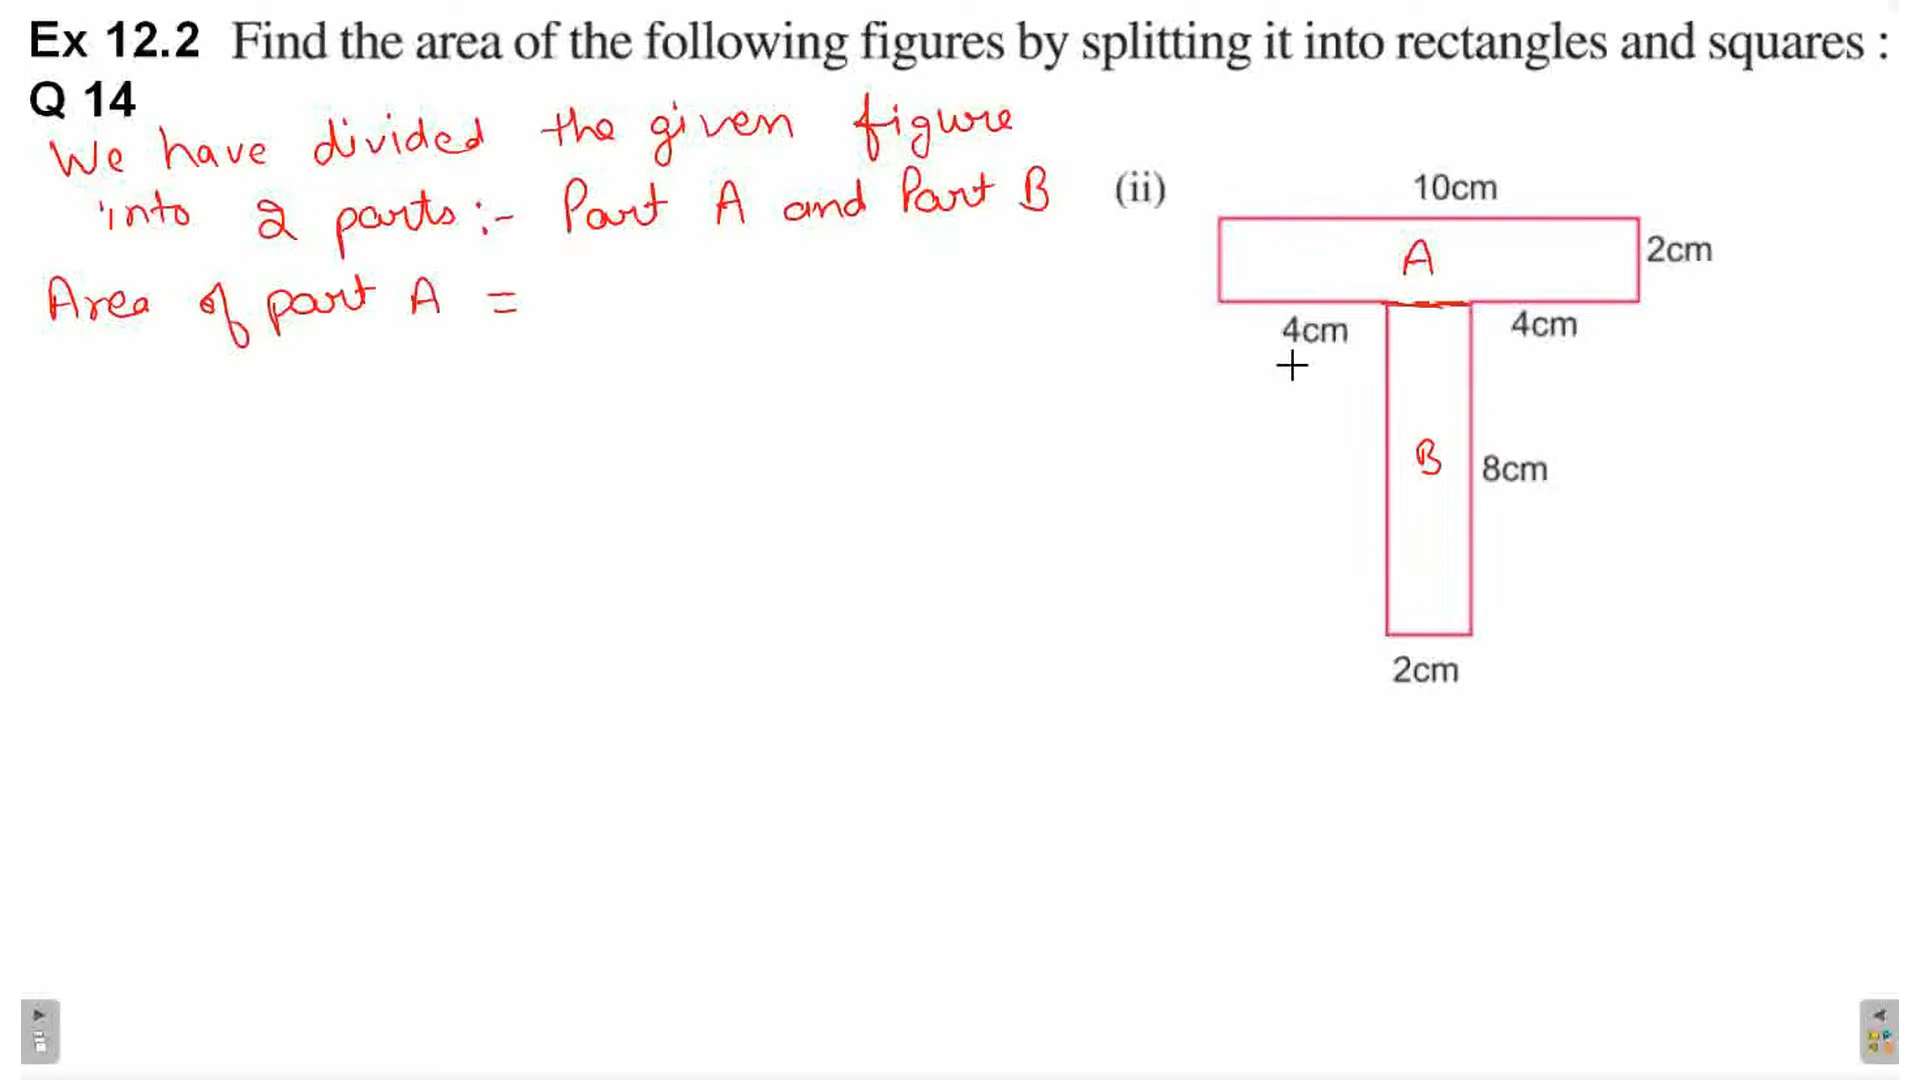 Ex 12.2 Find the area of the following figures by splitting it into rectangles and squares :
Q 14
We have divided the given figure
into 2 parts:- Part A and Part B
Area of part A =
(ii)
10cm
A
2cm
4cm
4cm
B
8cm
2cm